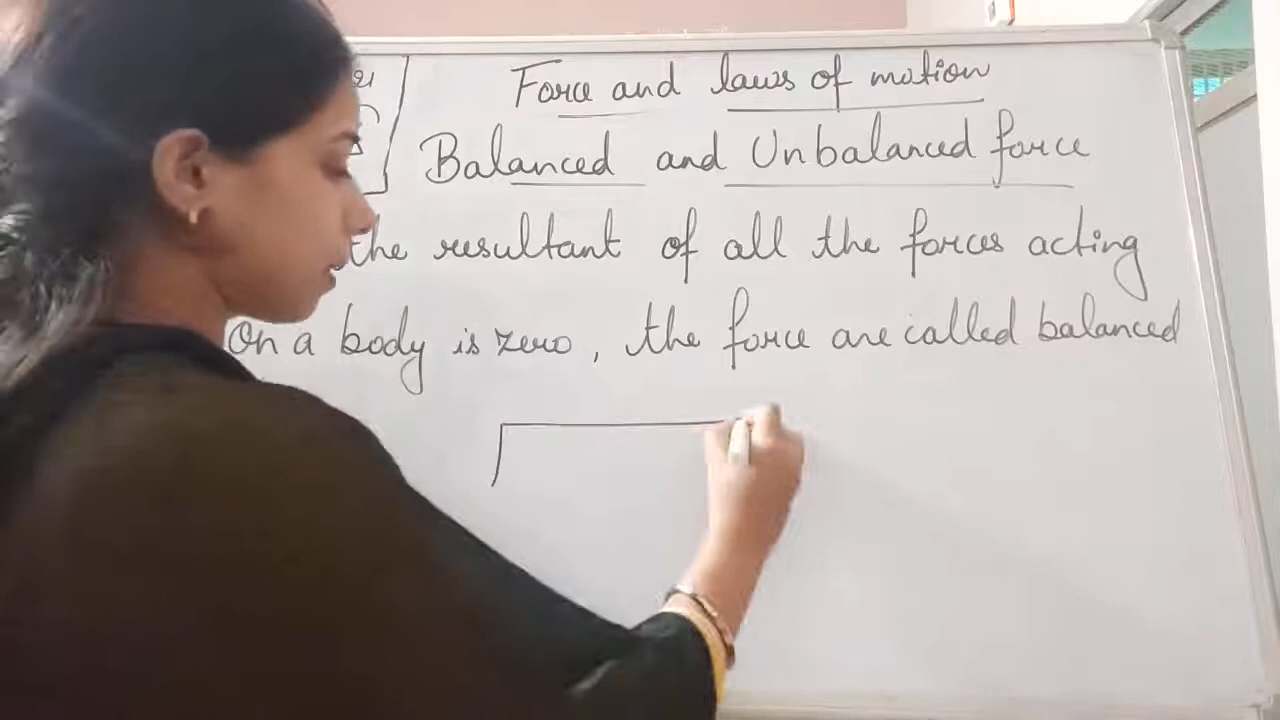 Force and laws of motion
Balanced and Unbalanced force
the resultant of all the forces acting
on a body is zero, the force are called balanced